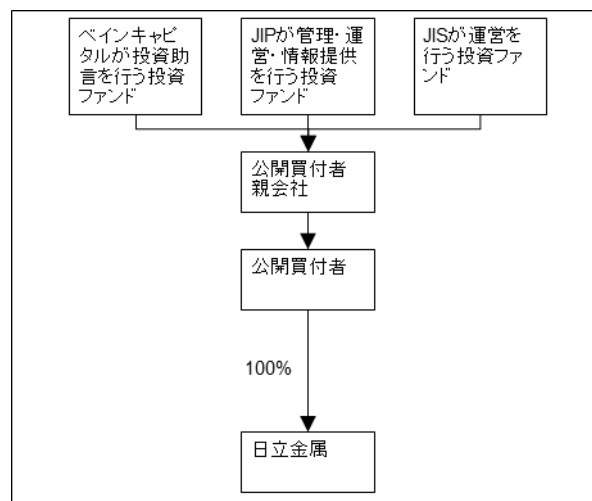 ベインキャピ
タルが投資助
言を行う投資
ファンド
JIPが管理・運
営・情報提供
を行う投資
ファンド
JISが運営を
行う投資ファ
ンド
公開買付者
親会社
公開買付者
100%
日立金属